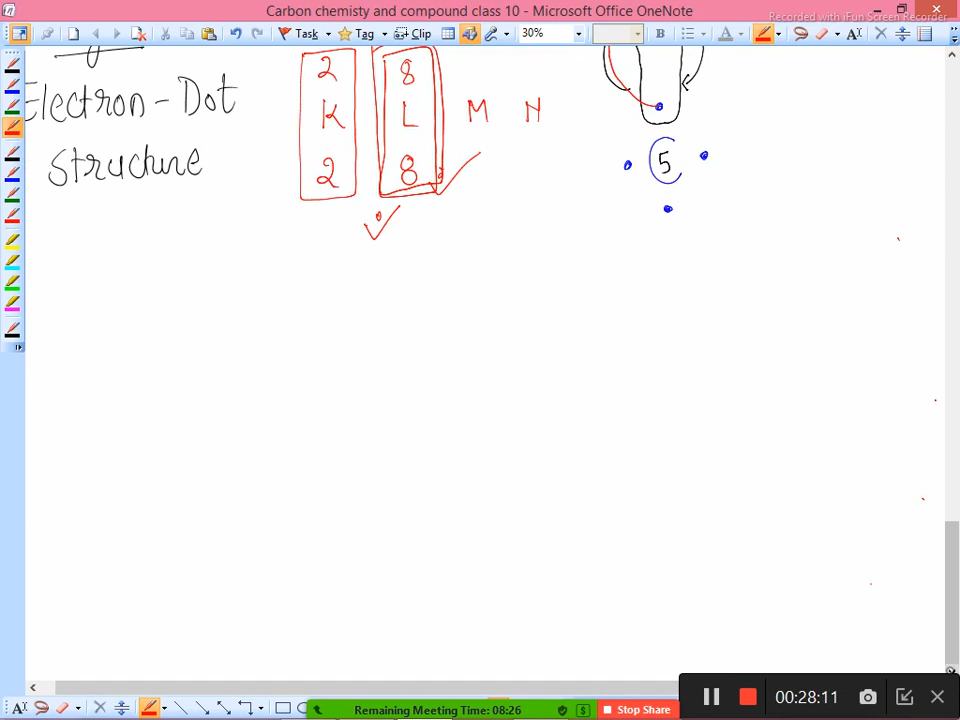 Carbon chemisty and compound class 10 - Microsoft Office OneNote
Recorded with iFun Screen Recorder
Task Tag Clip 30% B A
2 8
Electron - Dot
K L M N
Structure
2 8
5
Remaining Meeting Time: 08:26 Stop Share
00:28:11